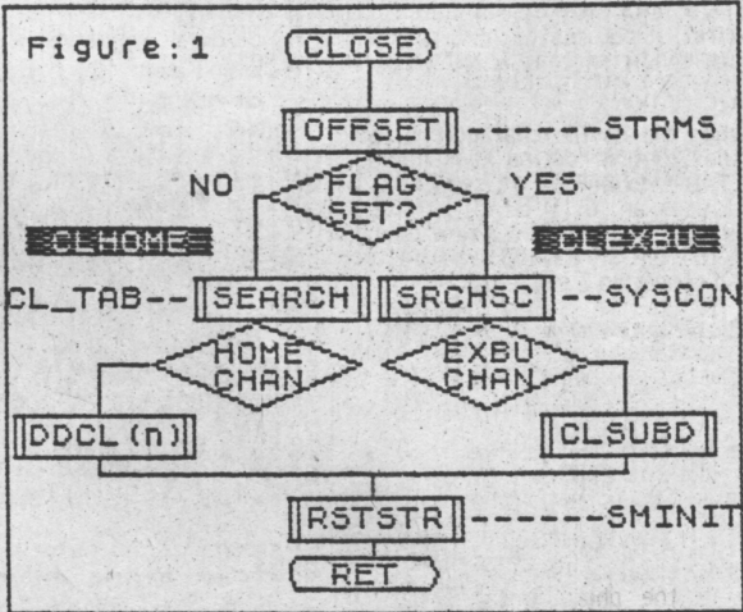 Figure:1 CLOSE
OFFSET ------STRMS
NO FLAG YES
SET?
CLHOME CLEXBU
CL_TAB-- SEARCH SRCHSC --SYSCON
HOME EXBU
CHAN CHAN
DDCL(n) CLSUBD
RSTSTR ------SMINIT
RET
the